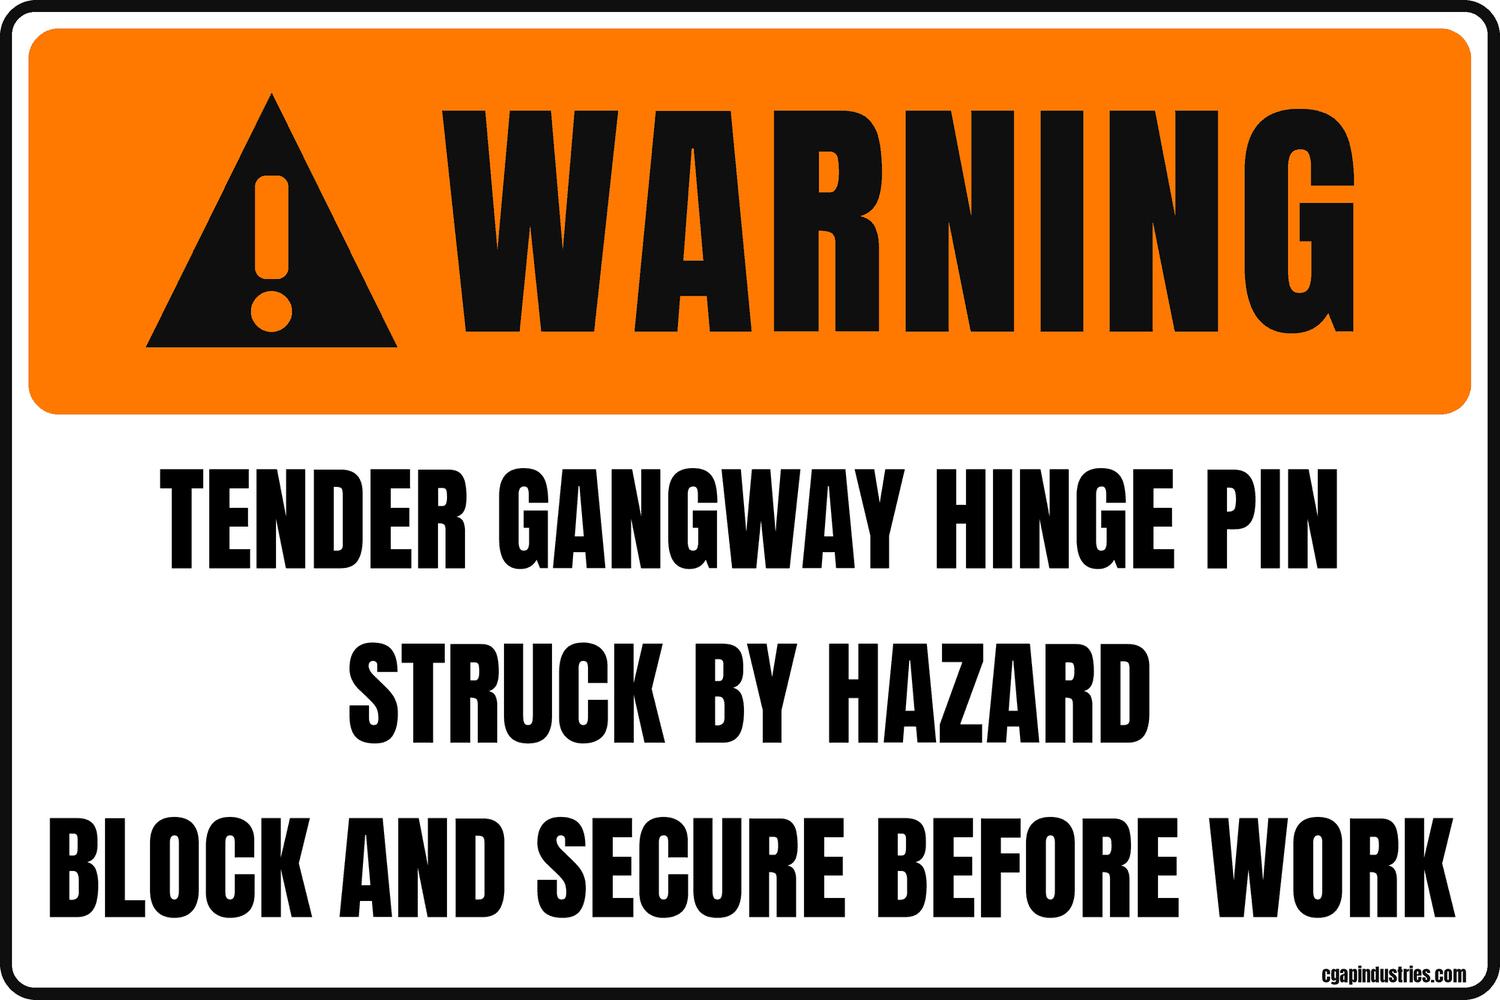 WARNING
TENDER GANGWAY HINGE PIN
STRUCK BY HAZARD
BLOCK AND SECURE BEFORE WORK
cgapindustries.com